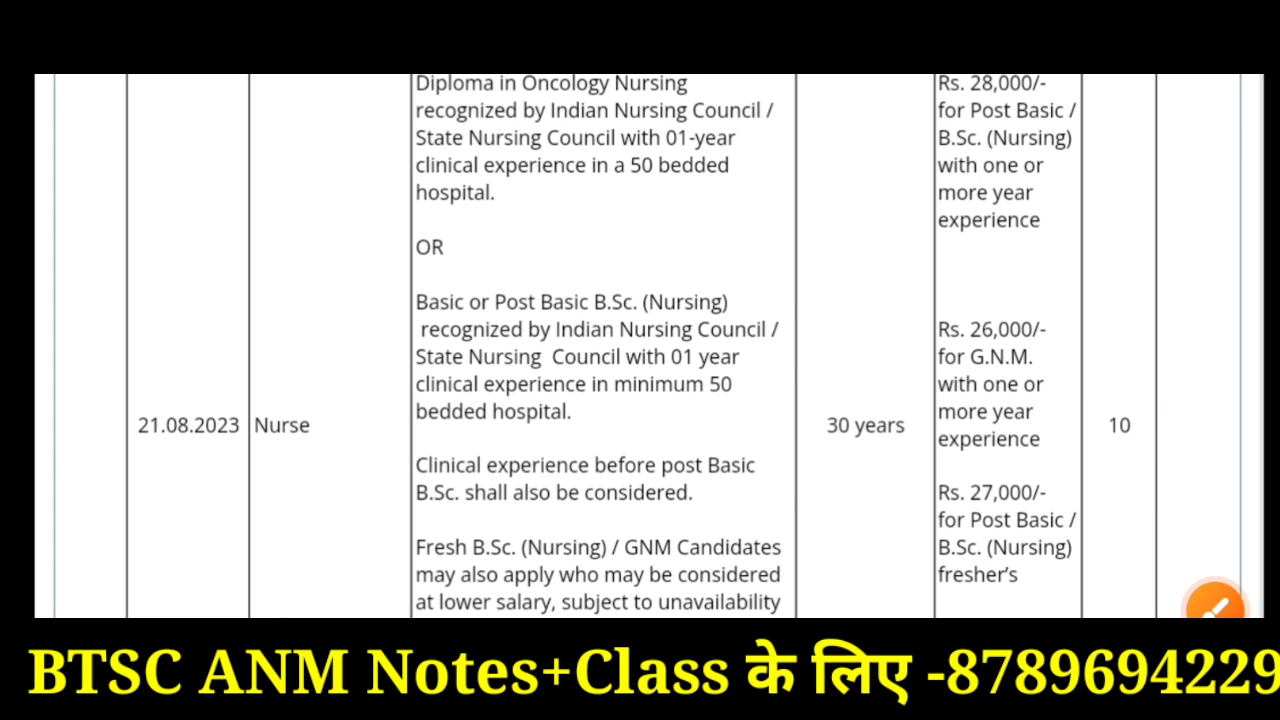 Diploma in Oncology Nursing
recognized by Indian Nursing Council /
State Nursing Council with 01-year
clinical experience in a 50 bedded
hospital.
OR
Basic or Post Basic B.Sc. (Nursing)
recognized by Indian Nursing Council /
State Nursing Council with 01 year
clinical experience in minimum 50
bedded hospital.
Clinical experience before post Basic
B.Sc. shall also be considered.
Fresh B.Sc. (Nursing) / GNM Candidates
may also apply who may be considered
at lower salary, subject to unavailability
21.08.2023
Nurse
30 years
Rs. 28,000/-
for Post Basic /
B.Sc. (Nursing)
with one or
more year
experience
Rs. 26,000/-
for G.N.M.
with one or
more year
experience
Rs. 27,000/-
for Post Basic /
B.Sc. (Nursing)
fresher’s
10
BTSC ANM Notes+Class के लिए -8789694229